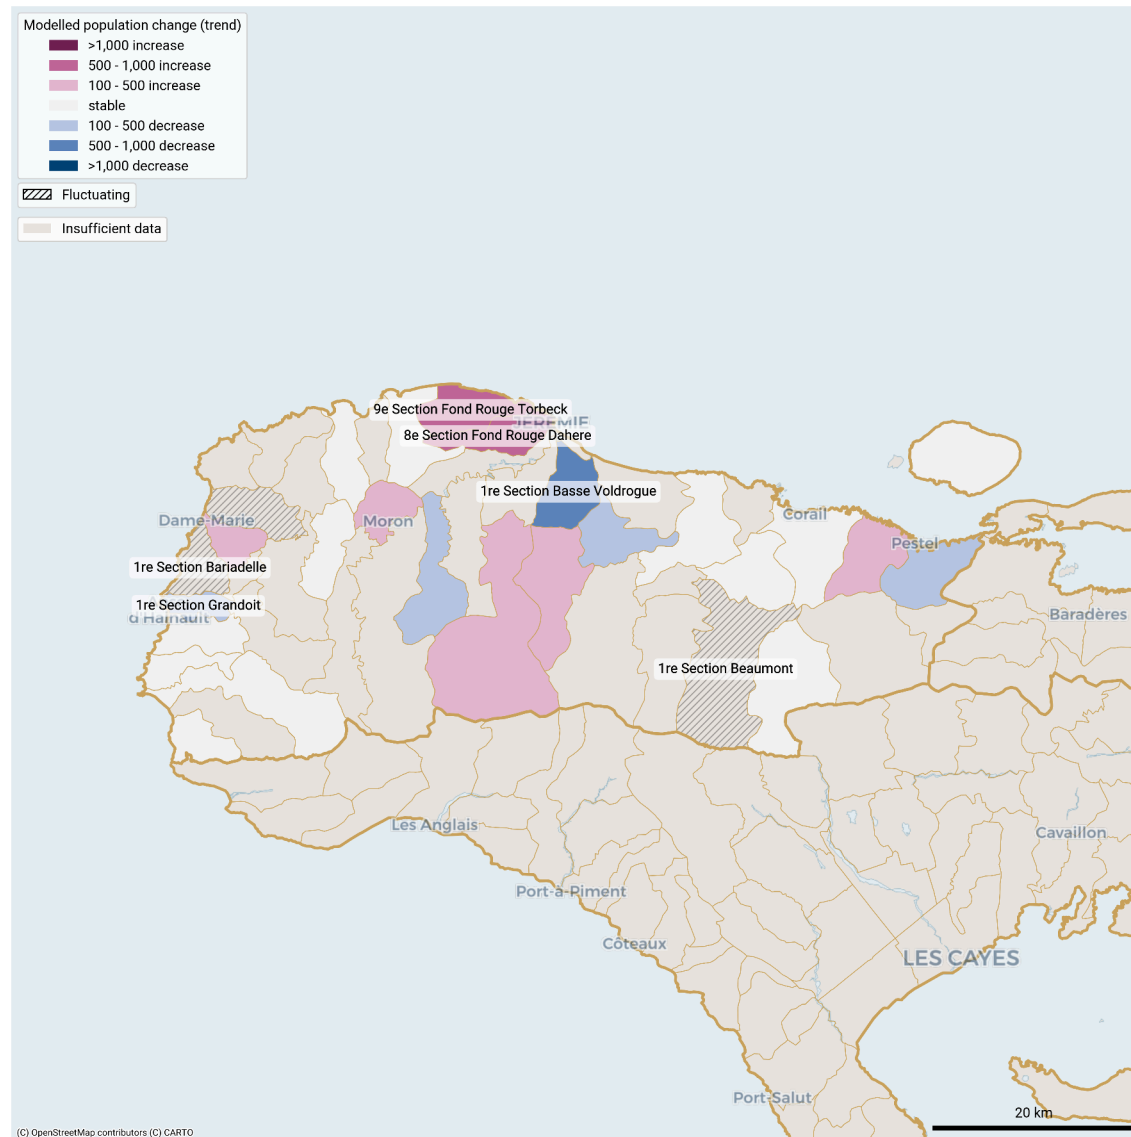 Modelled population change (trend)
>1,000 increase
500 - 1,000 increase
100 - 500 increase
stable
100 - 500 decrease
500 - 1,000 decrease
>1,000 decrease
Fluctuating
Insufficient data
9e Section Fond Rouge Torbeck
JÉRÉMIE
8e Section Fond Rouge Dahere
1re Section Basse Voldrogue
Corail
Dame-Marie
Moron
Pestel
1re Section Bariadelle
1re Section Grandoit
d'Hainault
Baradères
1re Section Beaumont
Les Anglais
Cavaillon
Port-à-Piment
Côteaux
LES CAYES
Port-Salut
20 km
(C) OpenStreetMap contributors (C) CARTO